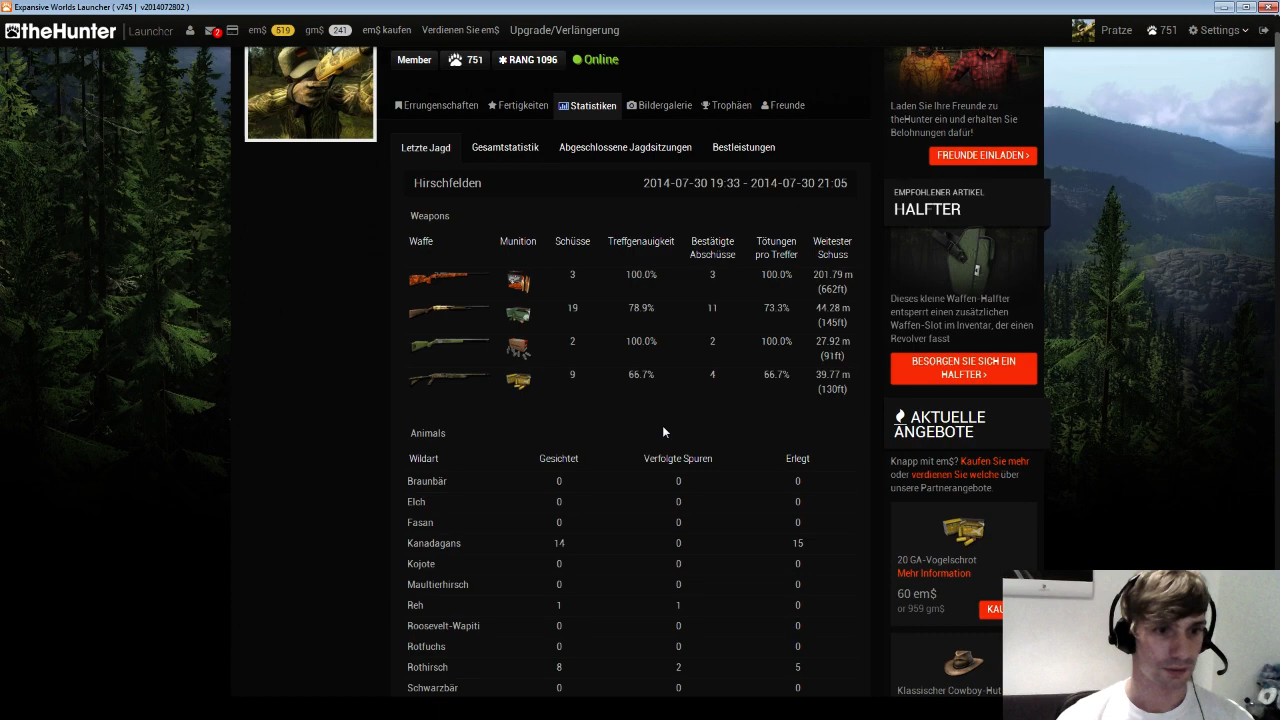 Expansive Worlds Launcher ( v745 | v2014072802 )
theHunter Launcher 2 em$ 519 gm$ 241 em$ kaufen Verdienen Sie em$ Upgrade/Verlängerung Pratze 751 Settings
Member 751 RANG 1096 Online
Errungenschaften Fertigkeiten Statistiken Bildergalerie Trophäen Freunde
Letzte Jagd Gesamtstatistik Abgeschlossene Jagdsitzungen Bestleistungen
Hirschfelden 2014-07-30 19:33 - 2014-07-30 21:05
Weapons
Waffe Munition Schüsse Treffgenauigkeit Bestätigte Abschüsse Tötungen pro Treffer Weitester Schuss
3 100.0% 3 100.0% 201.79 m (662ft)
19 78.9% 11 73.3% 44.28 m (145ft)
2 100.0% 2 100.0% 27.92 m (91ft)
9 66.7% 4 66.7% 39.77 m (130ft)
Animals
Wildart Gesichtet Verfolgte Spuren Erlegt
Braunbär 0 0 0
Elch 0 0 0
Fasan 0 0 0
Kanadagans 14 0 15
Kojote 0 0 0
Maultierhirsch 0 0 0
Reh 1 1 0
Roosevelt-Wapiti 0 0 0
Rotfuchs 0 0 0
Rothirsch 8 2 5
Schwarzbär 0 0 0
Laden Sie Ihre Freunde zu
theHunter ein und erhalten Sie
Belohnungen dafür!
FREUNDE EINLADEN ›
EMPFOHLENER ARTIKEL
HALFTER
Dieses kleine Waffen-Halfter
entsperrt einen zusätzlichen
Waffen-Slot im Inventar, der einen
Revolver fasst
BESORGEN SIE SICH EIN
HALFTER ›
AKTUELLE
ANGEBOTE
Knapp mit em$? Kaufen Sie mehr
oder verdienen Sie welche über
unsere Partnerangebote.
20 GA-Vogelschrot
Mehr Information
60 em$
or 959 gm$
Klassischer Cowboy-Hut